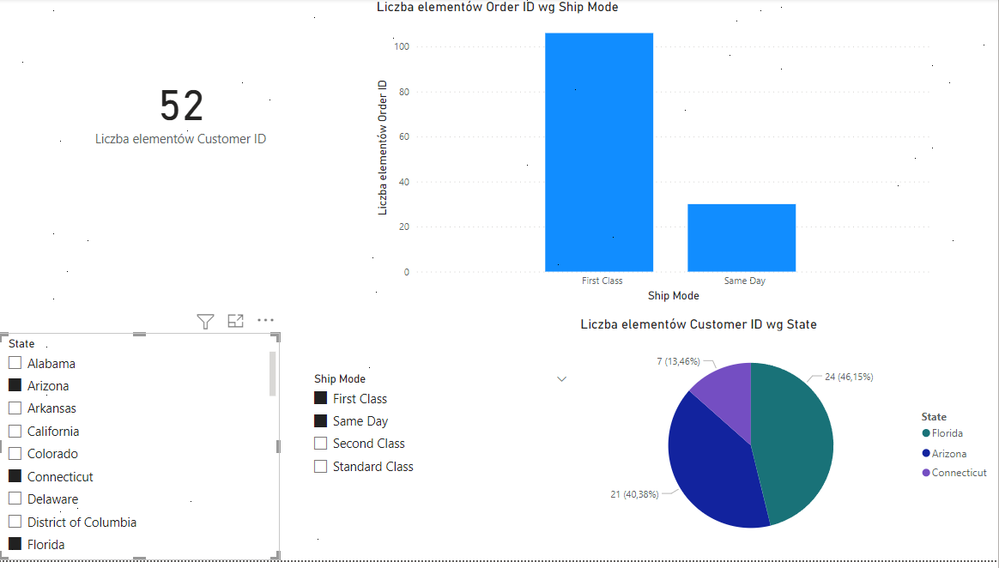 Liczba elementów Order ID wg Ship Mode
52
Liczba elementów Customer ID
Liczba elementów Order ID
100
80
60
40
20
0
First Class
Same Day
Ship Mode
State
Alabama
Arizona
Arkansas
California
Colorado
Connecticut
Delaware
District of Columbia
Florida
Ship Mode
First Class
Same Day
Second Class
Standard Class
Liczba elementów Customer ID wg State
7 (13,46%)
24 (46,15%)
21 (40,38%)
State
Florida
Arizona
Connecticut